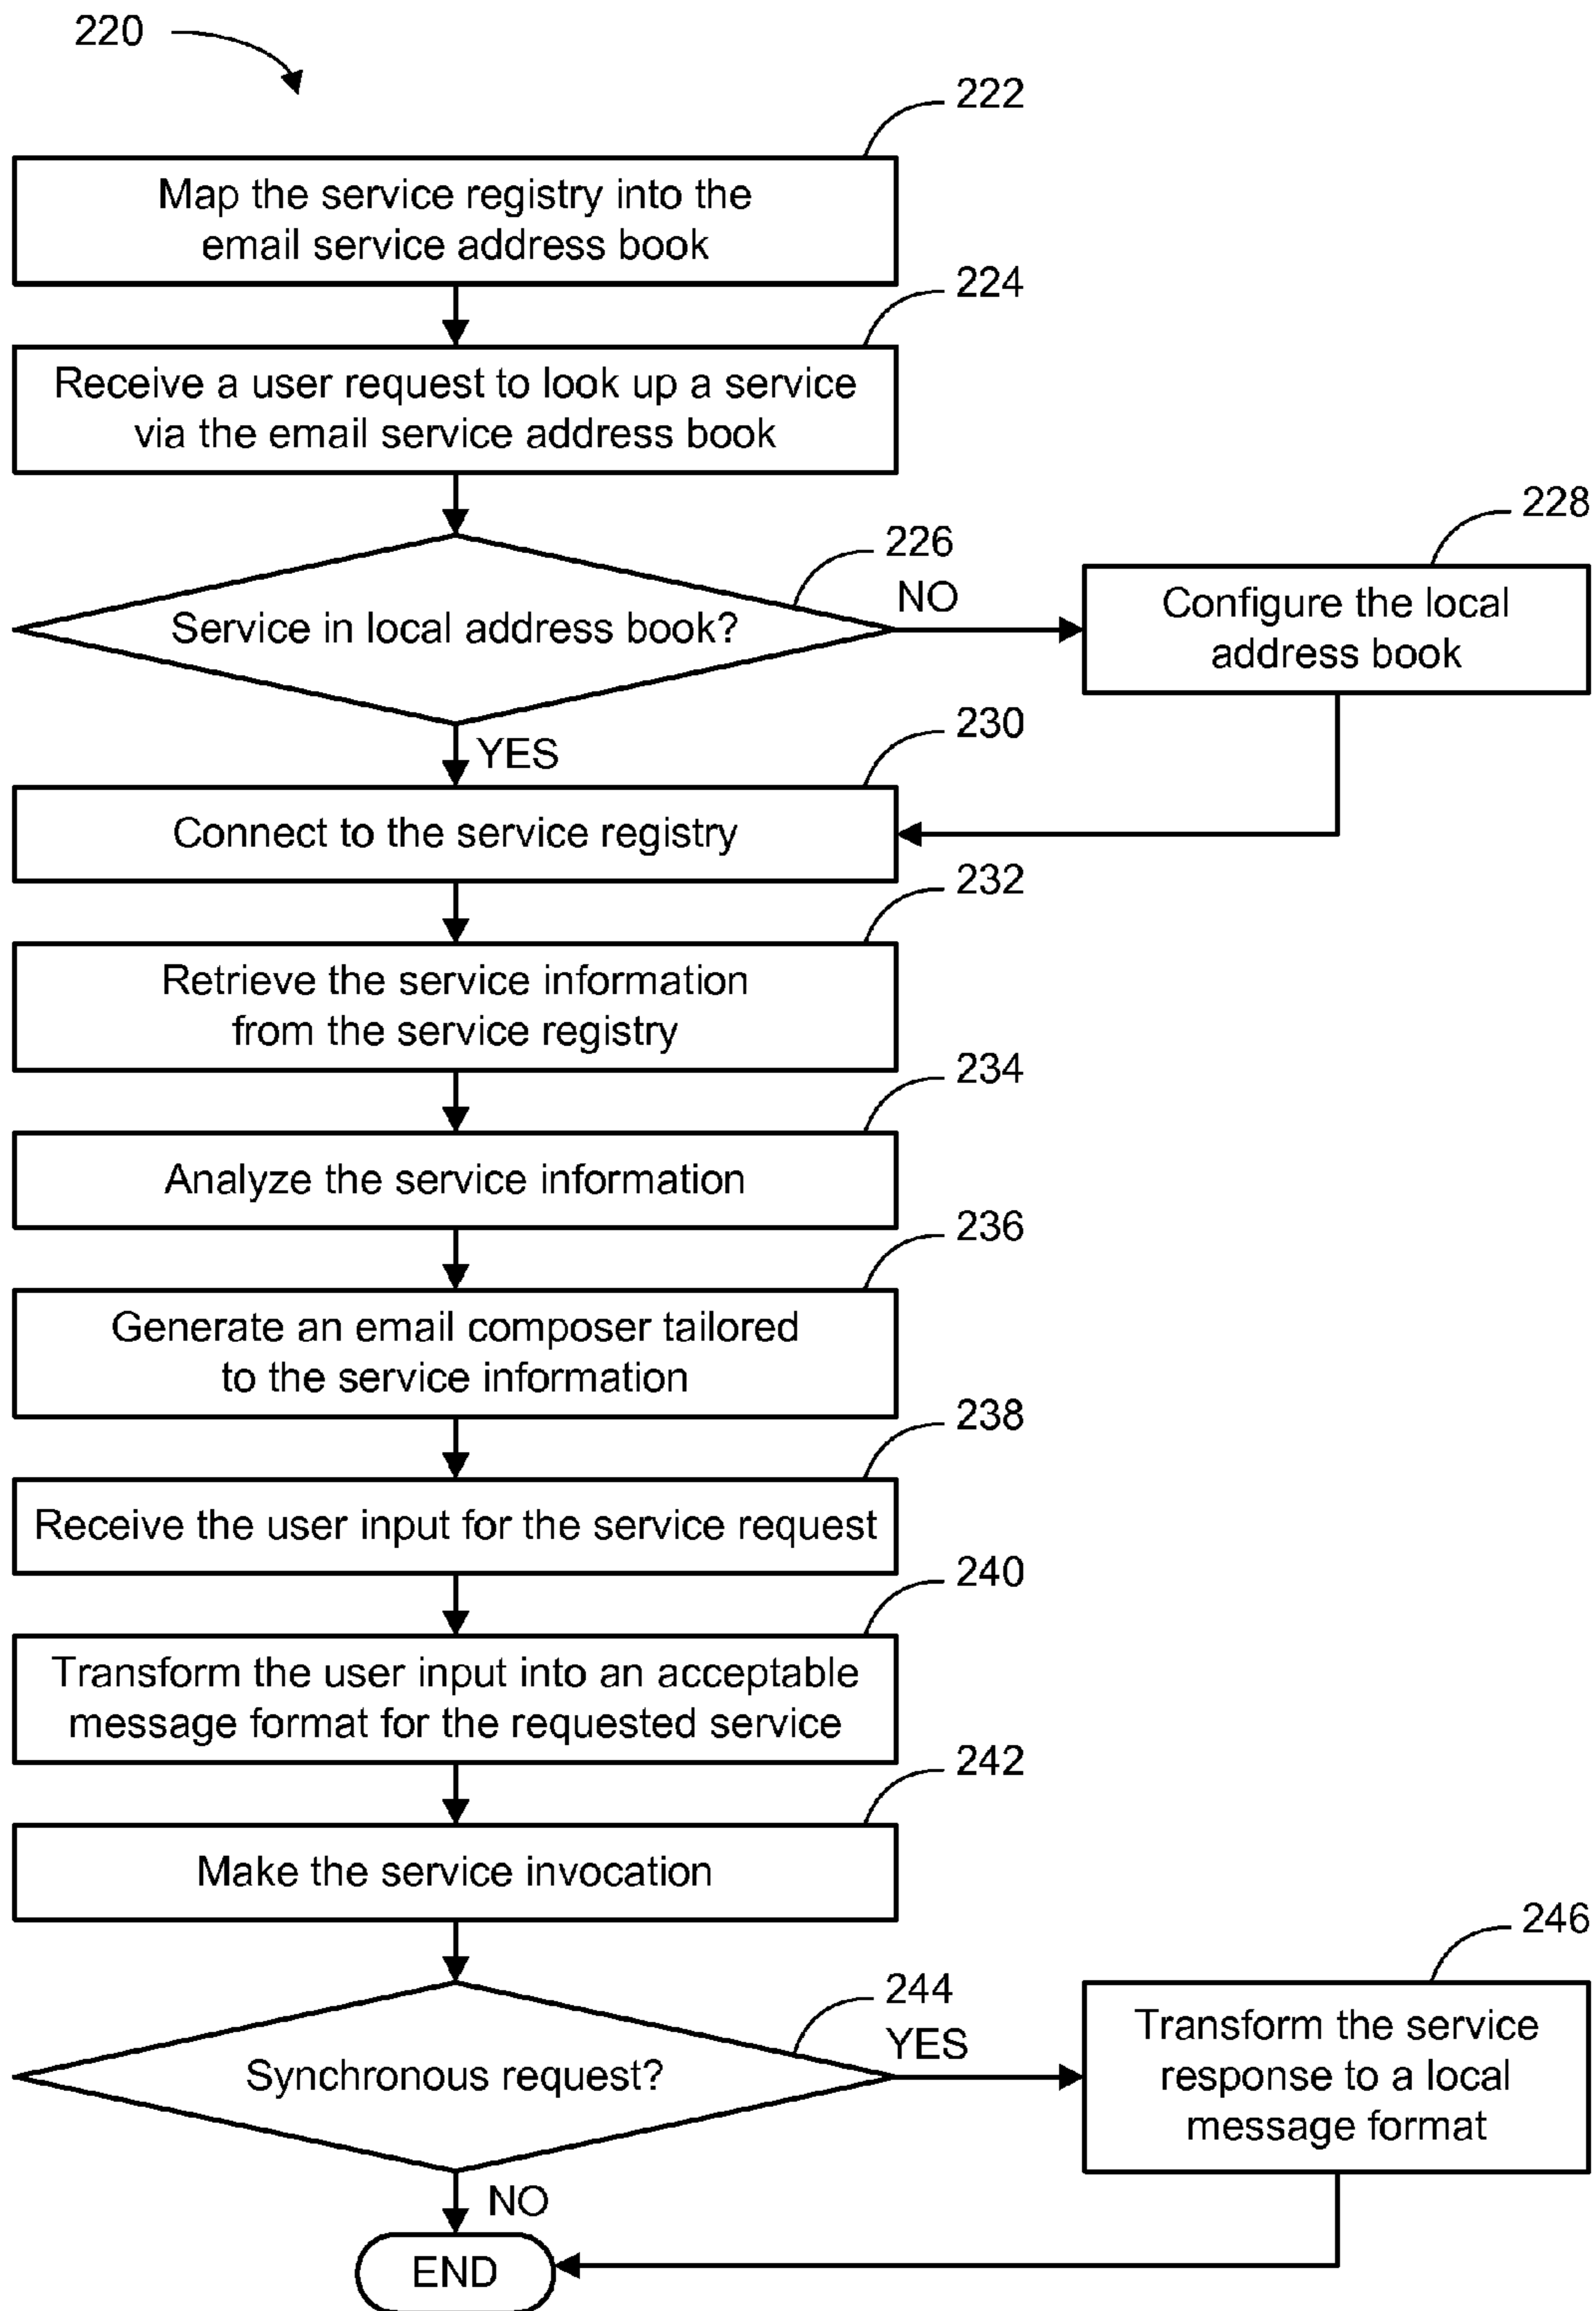 220
222
Map the service registry into the
email service address book
224
Receive a user request to look up a service
via the email service address book
226
228
Service in local address book?
NO
Configure the local
address book
YES
230
Connect to the service registry
232
Retrieve the service information
from the service registry
234
Analyze the service information
236
Generate an email composer tailored
to the service information
238
Receive the user input for the service request
240
Transform the user input into an acceptable
message format for the requested service
242
Make the service invocation
244
246
Synchronous request?
YES
Transform the service
response to a local
message format
NO
END